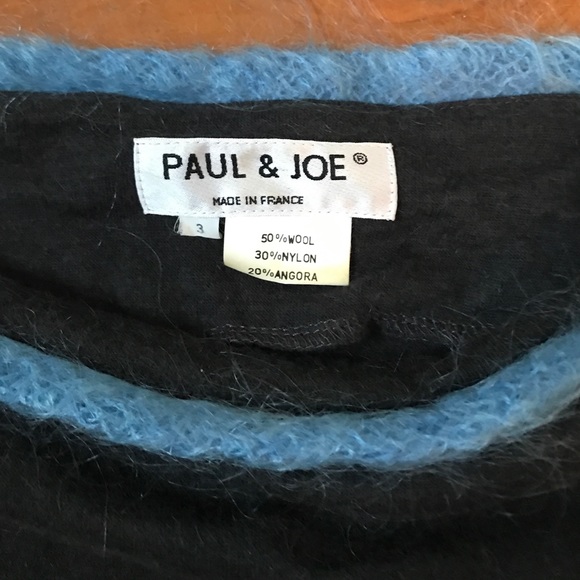 PAUL & JOE®
MADE IN FRANCE
3
50%WOOL
30%NYLON
20%ANGORA